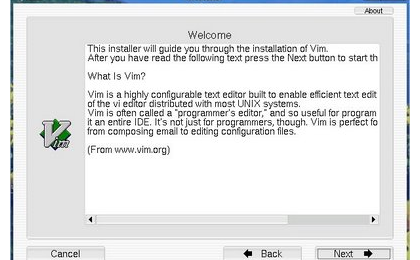 About
Welcome
This installer will guide you through the installation of Vim.
After you have read the following text press the Next button to start th
What Is Vim?
Vim is a highly configurable text editor built to enable efficient text edit
of the vi editor distributed with most UNIX systems.
Vim is often called a "programmer's editor," and so useful for program
it an entire IDE. It's not just for programmers, though. Vim is perfect fo
from composing email to editing configuration files.
Vim
(From www.vim.org)
Cancel
Back
Next